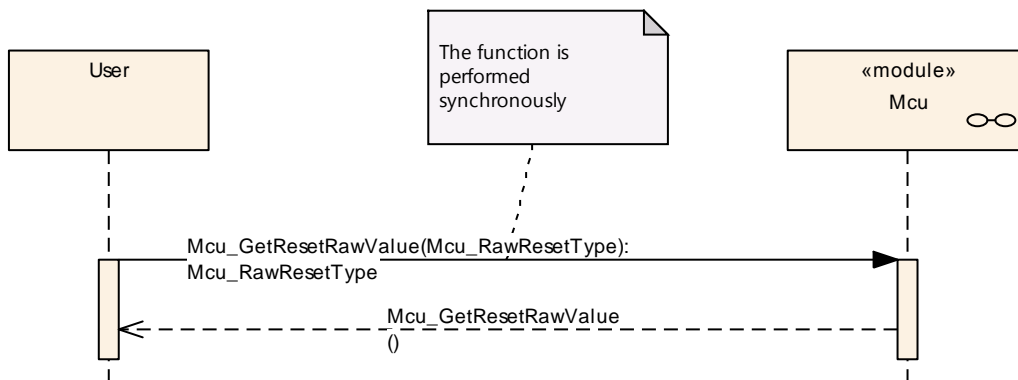 User
The function is
performed
synchronously
«module»
Mcu
Mcu_GetResetRawValue(Mcu_RawResetType):
Mcu_RawResetType
Mcu_GetResetRawValue
()